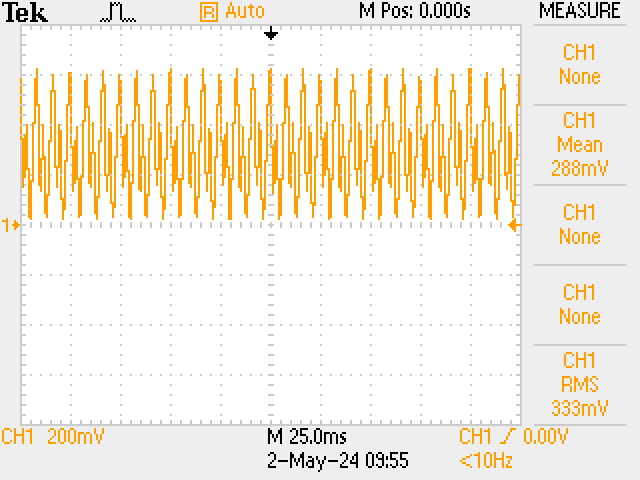 Tek R Auto M Pos: 0.000s MEASURE
CH1
None
CH1
Mean
288mV
CH1
None
1
CH1
None
CH1
RMS
333mV
CH1 200mV M 25.0ms CH1 0.00V
2-May-24 09:55 <10Hz